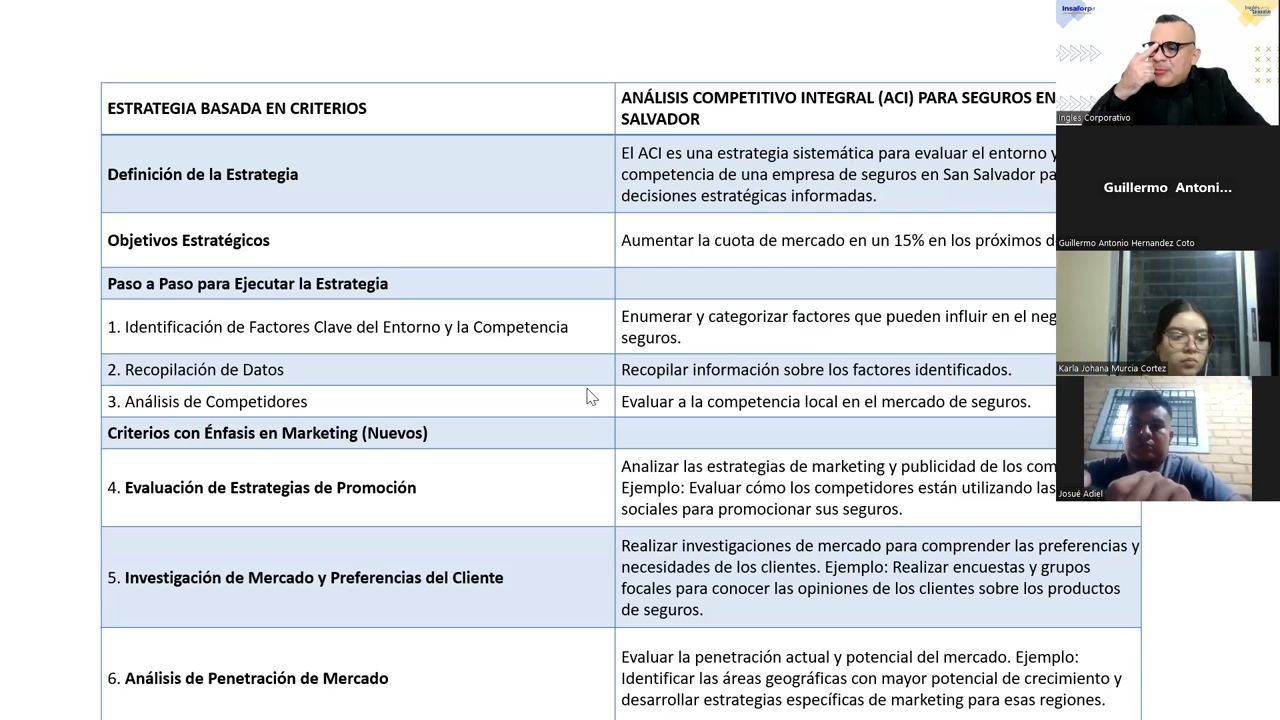 ESTRATEGIA BASADA EN CRITERIOS
ANÁLISIS COMPETITIVO INTEGRAL (ACI) PARA SEGUROS EN
SALVADOR
Definición de la Estrategia
El ACI es una estrategia sistemática para evaluar el entorno y
competencia de una empresa de seguros en San Salvador pa
decisiones estratégicas informadas.
Objetivos Estratégicos
Aumentar la cuota de mercado en un 15% en los próximos d
Paso a Paso para Ejecutar la Estrategia
1. Identificación de Factores Clave del Entorno y la Competencia
Enumerar y categorizar factores que pueden influir en el neg
seguros.
2. Recopilación de Datos
Recopilar información sobre los factores identificados.
3. Análisis de Competidores
Evaluar a la competencia local en el mercado de seguros.
Criterios con Énfasis en Marketing (Nuevos)
4. Evaluación de Estrategias de Promoción
Analizar las estrategias de marketing y publicidad de los com
Ejemplo: Evaluar cómo los competidores están utilizando las
sociales para promocionar sus seguros.
5. Investigación de Mercado y Preferencias del Cliente
Realizar investigaciones de mercado para comprender las preferencias y
necesidades de los clientes. Ejemplo: Realizar encuestas y grupos
focales para conocer las opiniones de los clientes sobre los productos
de seguros.
6. Análisis de Penetración de Mercado
Evaluar la penetración actual y potencial del mercado. Ejemplo:
Identificar las áreas geográficas con mayor potencial de crecimiento y
desarrollar estrategias específicas de marketing para esas regiones.
Insaforp
Ingles Corporativo
Guillermo Antoni...
Guillermo Antonio Hernandez Coto
Karla Johana Murcia Cortez
Josué Adiel